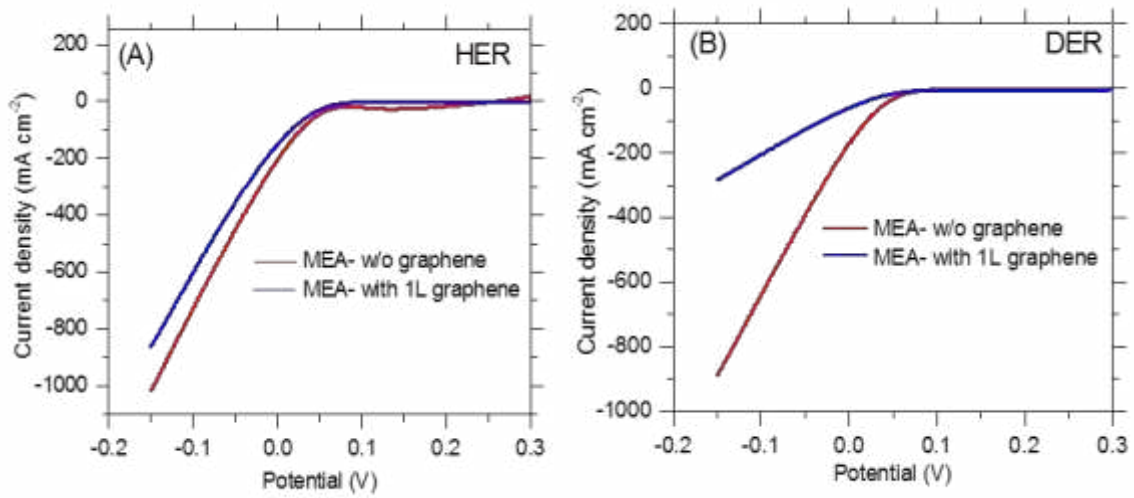 (A) HER
200
0
-200
-400
-600
-800
-1000
Current density (mA cm⁻²)
MEA- w/o graphene
MEA- with 1L graphene
-0.2 -0.1 0.0 0.1 0.2 0.3
Potential (V)
(B) DER
200
0
-200
-400
-600
-800
-1000
Current density (mA cm⁻²)
MEA- w/o graphene
MEA- with 1L graphene
-0.2 -0.1 0.0 0.1 0.2 0.3
Potential (V)